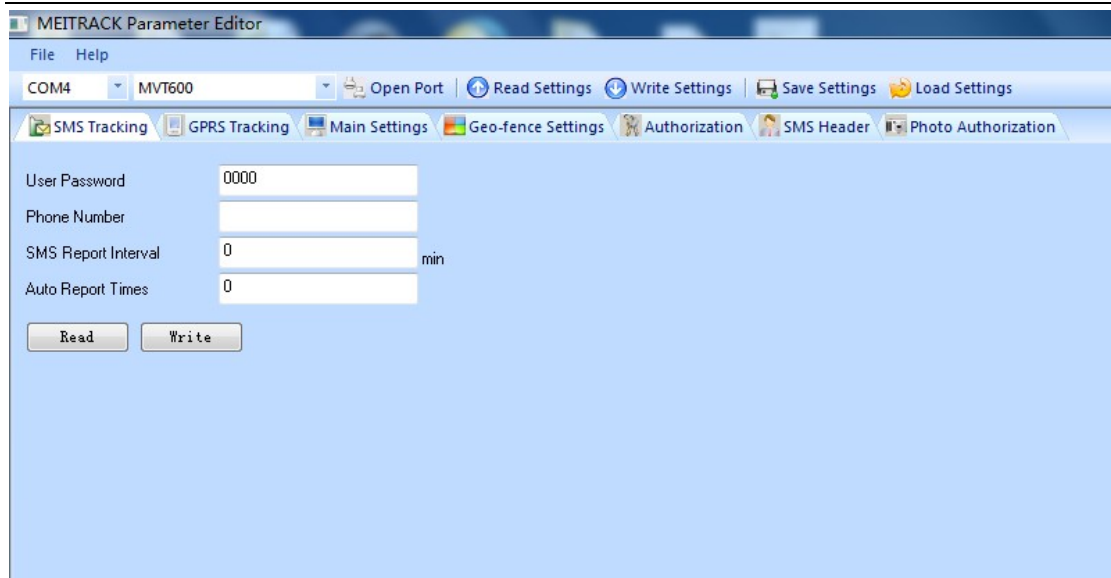 MEITRACK Parameter Editor
File Help
COM4 MVT600 Open Port Read Settings Write Settings Save Settings Load Settings
SMS Tracking GPRS Tracking Main Settings Geo-fence Settings Authorization SMS Header Photo Authorization
User Password 0000
Phone Number
SMS Report Interval 0 min
Auto Report Times 0
Read Write